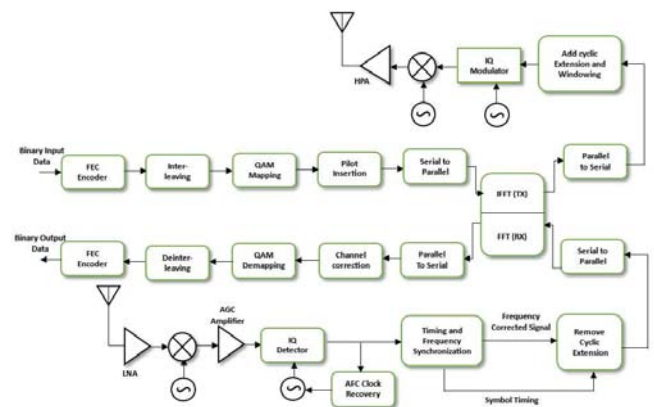 HPA
IQ
Modulator
Add cyclic
Extension and
Windowing
Binary Input
Data
FEC
Encoder
Inter-
leaving
QAM
Mapping
Pilot
Insertion
Serial to
Parallel
IFFT (TX)
Parallel
to Serial
Binary Output
Data
FEC
Encoder
Deinter-
leaving
QAM
Demapping
Channel
correction
Parallel
To Serial
FFT (RX)
Serial to
Parallel
LNA
AGC
Amplifier
IQ
Detector
AFC Clock
Recovery
Timing and
Frequency
Synchronization
Frequency
Corrected Signal
Symbol Timing
Remove
Cyclic
Extension